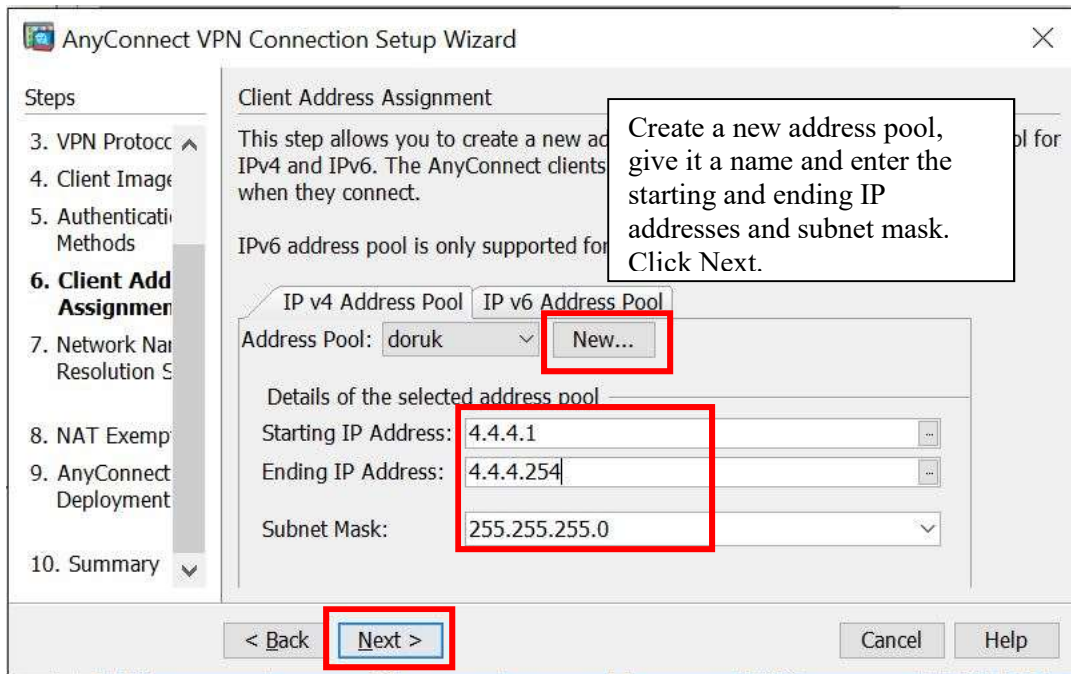 AnyConnect VPN Connection Setup Wizard
Steps
3. VPN Protocc
4. Client Image
5. Authenticati
Methods
6. Client Add
Assignmen
7. Network Nar
Resolution S
8. NAT Exemp
9. AnyConnect
Deployment
10. Summary
Client Address Assignment
This step allows you to create a new ad
ol for
IPv4 and IPv6. The AnyConnect clients
when they connect.
IPv6 address pool is only supported for
Create a new address pool,
give it a name and enter the
starting and ending IP
addresses and subnet mask.
Click Next.
IP v4 Address Pool IP v6 Address Pool
Address Pool: doruk New...
Details of the selected address pool
Starting IP Address: 4.4.4.1 ...
Ending IP Address: 4.4.4.254 ...
Subnet Mask: 255.255.255.0
< Back Next > Cancel Help